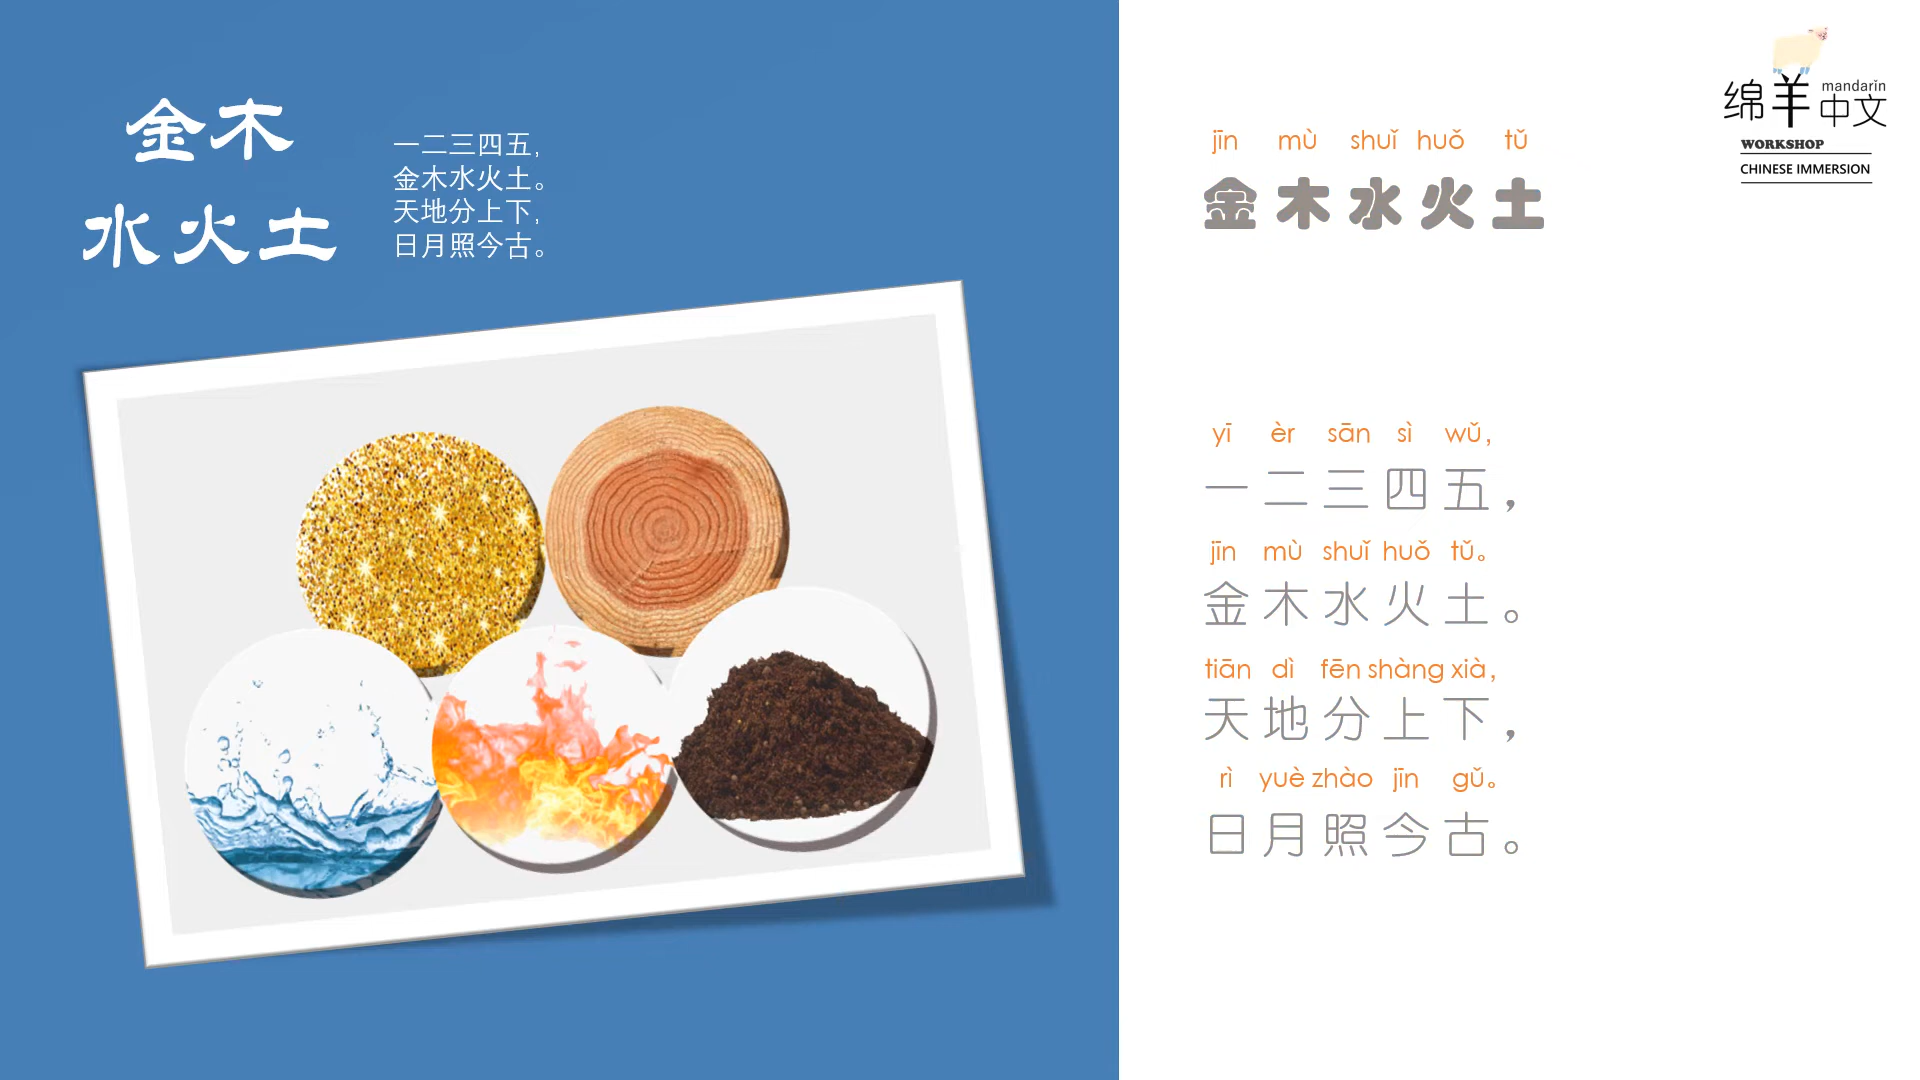 金木
水火土
一二三四五,
金木水火土。
天地分上下,
日月照今古。
绵羊中文
mandarin
WORKSHOP
CHINESE IMMERSION
jīn mù shuǐ huǒ tǔ
金木水火土
yī èr sān sì wǔ,
一二三四五，
jīn mù shuǐ huǒ tǔ。
金木水火土。
tiān dì fēn shàng xià,
天地分上下，
rì yuè zhào jīn gǔ。
日月照今古。